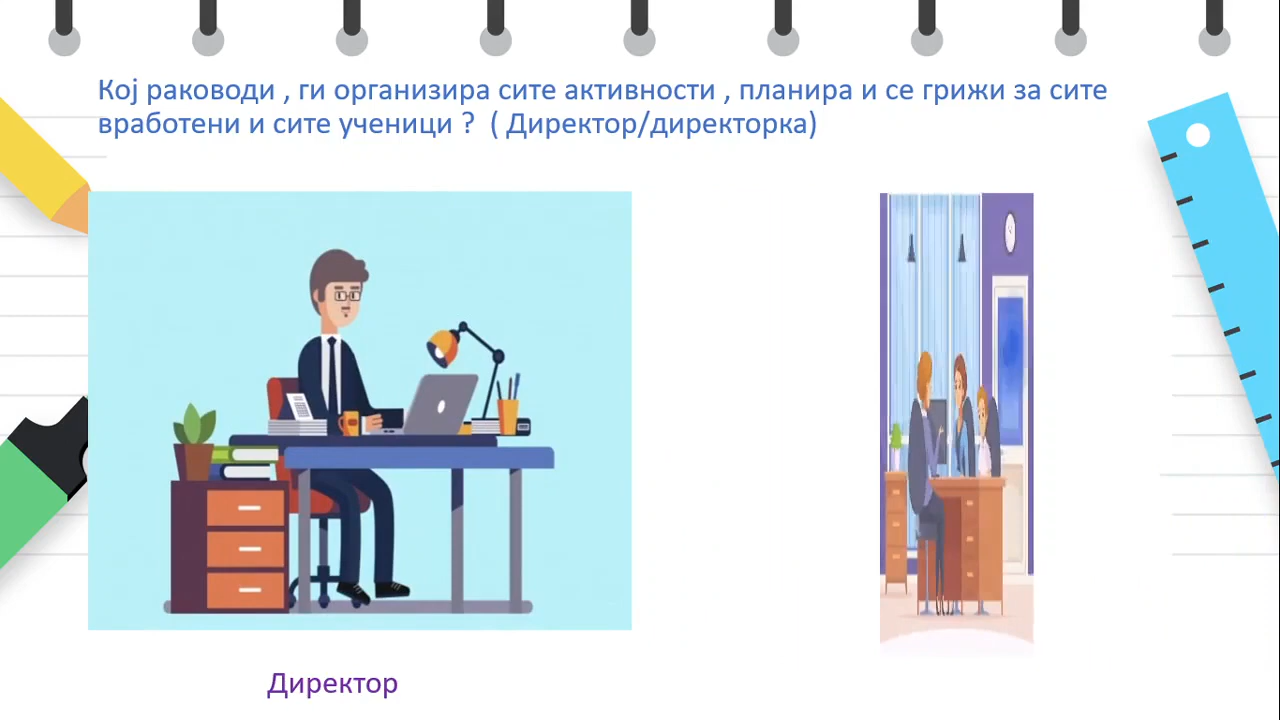 Кој раководи , ги организира сите активности , планира и се грижи за сите
вработени и сите ученици ?  ( Директор/директорка)
Директор